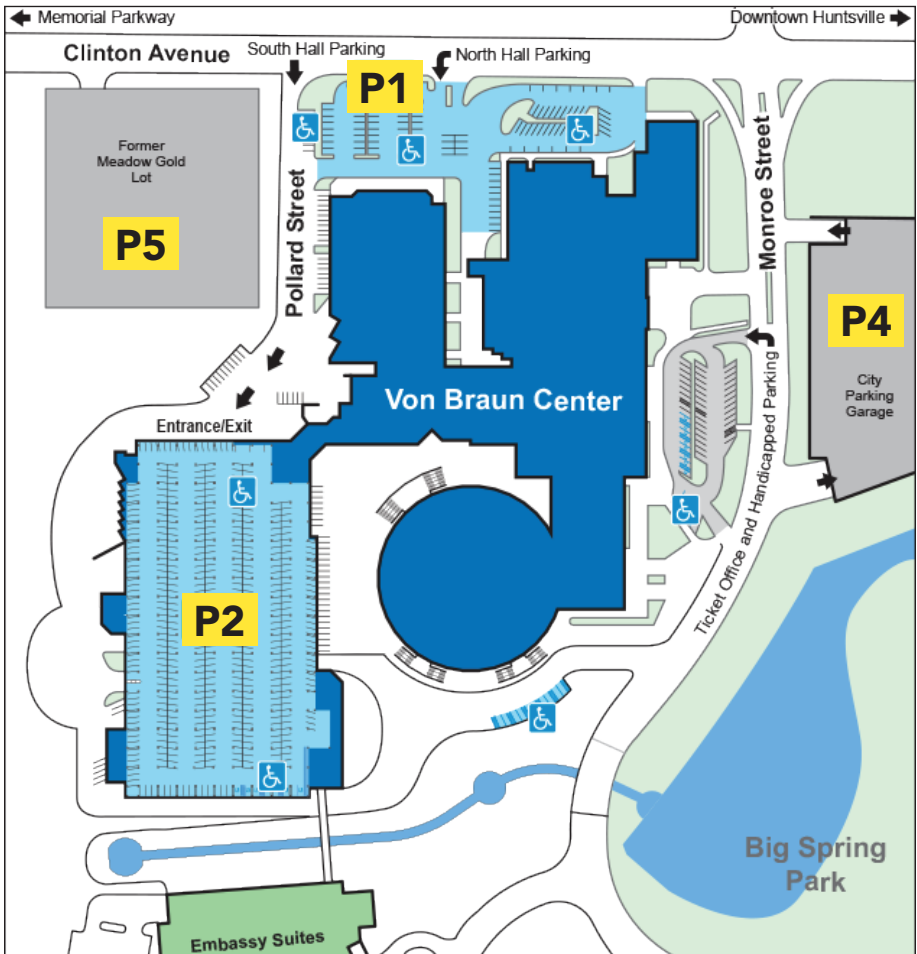 Memorial Parkway
Downtown Huntsville
Clinton Avenue
South Hall Parking
North Hall Parking
P1
Former
Meadow Gold
Lot
P5
Pollard Street
Monroe Street
P4
City
Parking
Garage
Von Braun Center
Entrance/Exit
Ticket Office and Handicapped Parking
P2
Big Spring
Park
Embassy Suites